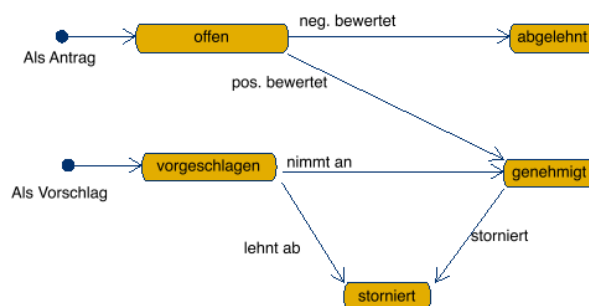 neg. bewertet
offen
abgelehnt
Als Antrag
pos. bewertet
vorgeschlagen
nimmt an
genehmigt
Als Vorschlag
storniert
lehnt ab
storniert